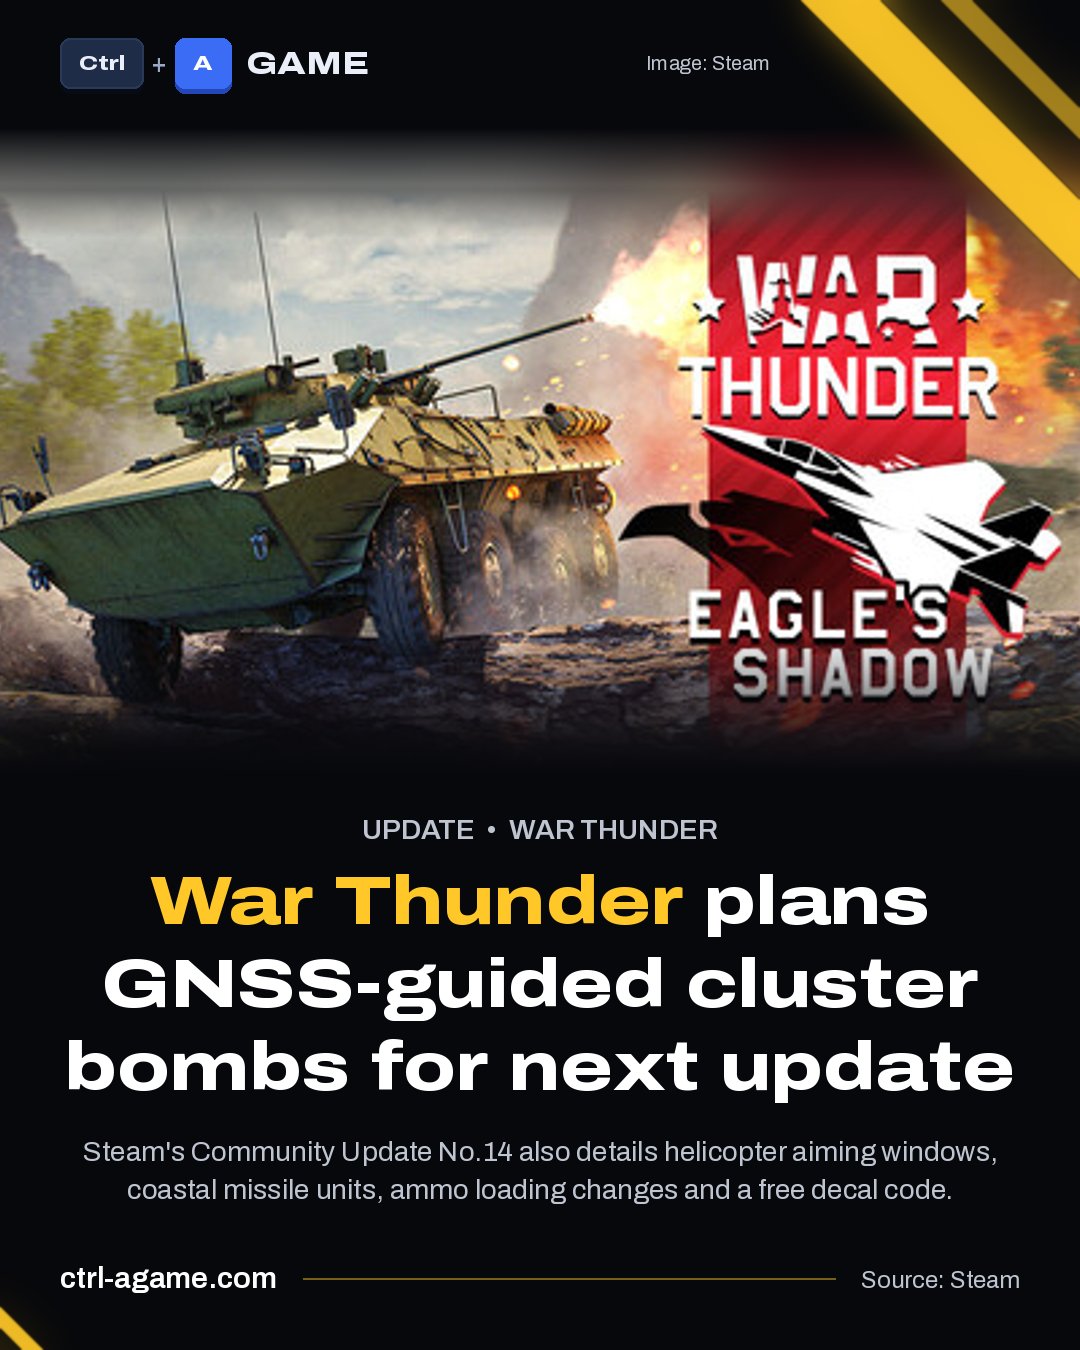 Ctrl + A GAME
Image: Steam
WAR
THUNDER
EAGLE'S
SHADOW
UPDATE • WAR THUNDER
War Thunder plans
GNSS-guided cluster
bombs for next update
Steam's Community Update No.14 also details helicopter aiming windows,
coastal missile units, ammo loading changes and a free decal code.
ctrl-agame.com
Source: Steam